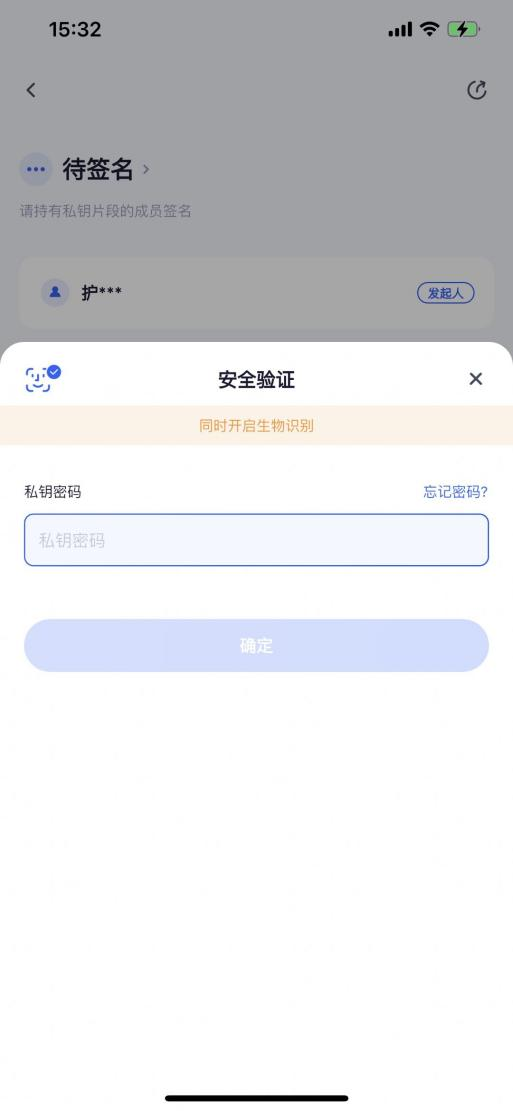 15:32
待签名
请持有私钥片段的成员签名
护***
发起人
安全验证
同时开启生物识别
私钥密码
忘记密码?
私钥密码
确定